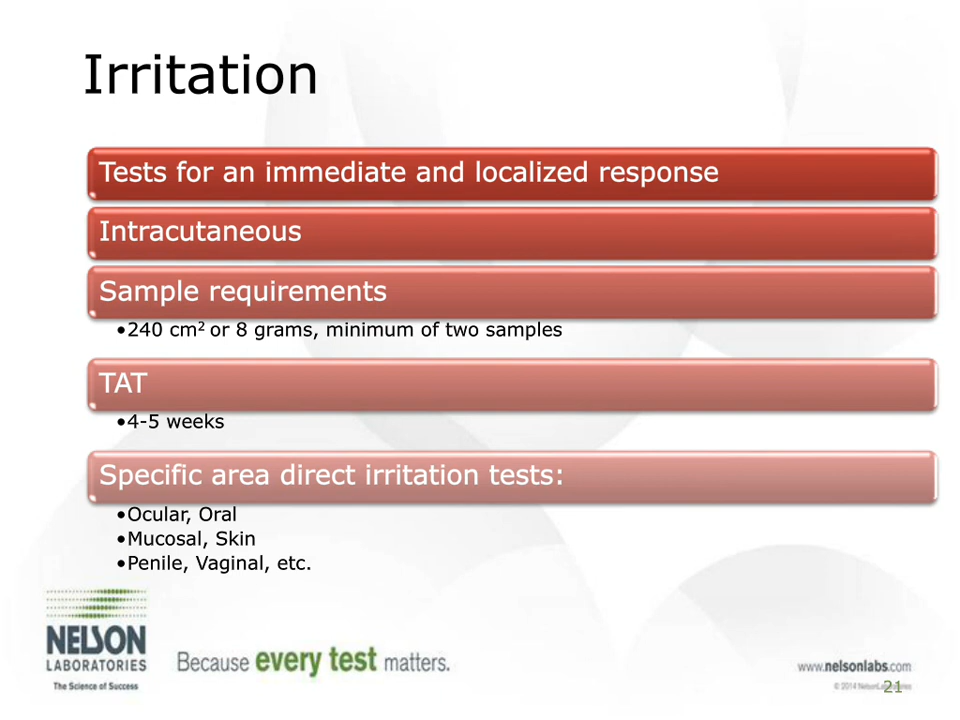 Irritation
Tests for an immediate and localized response
Intracutaneous
Sample requirements
•240 cm² or 8 grams, minimum of two samples
TAT
•4-5 weeks
Specific area direct irritation tests:
•Ocular, Oral
•Mucosal, Skin
•Penile, Vaginal, etc.
NELSON
LABORATORIES
The Science of Success
Because every test matters.
www.nelsonlabs.com
© 2014 NelsonLaboratories
21